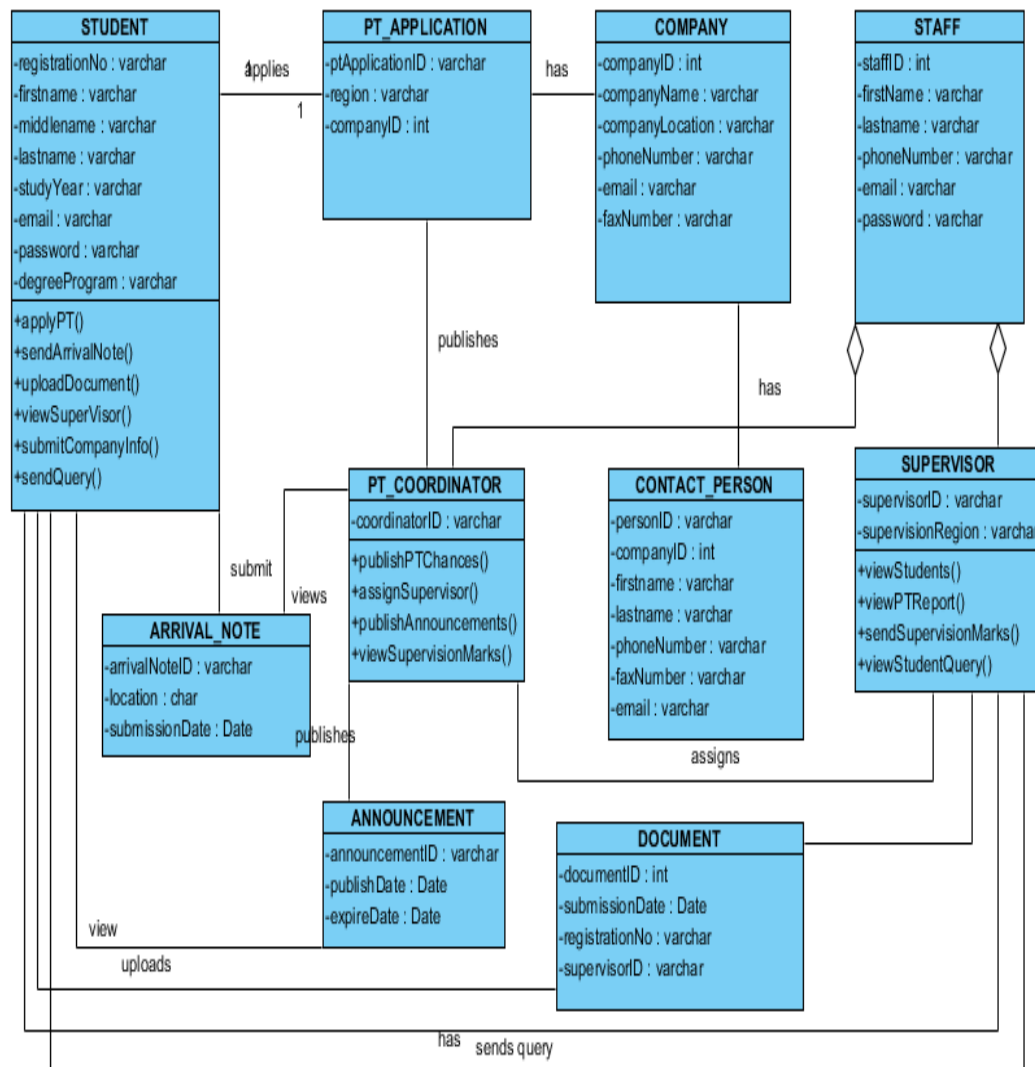 STUDENT
-registrationNo : varchar
-firstname : varchar
-middlename : varchar
-lastname : varchar
-studyYear : varchar
-email : varchar
-password : varchar
-degreeProgram : varchar
+applyPT()
+sendArrivalNote()
+uploadDocument()
+viewSuperVisor()
+submitCompanyInfo()
+sendQuery()
1
applies
1
PT_APPLICATION
-ptApplicationID : varchar
-region : varchar
-companyID : int
has
COMPANY
-companyID : int
-companyName : varchar
-companyLocation : varchar
-phoneNumber : varchar
-email : varchar
-faxNumber : varchar
STAFF
-staffID : int
-firstName : varchar
-lastname : varchar
-phoneNumber : varchar
-email : varchar
-password : varchar
publishes
has
PT_COORDINATOR
-coordinatorID : varchar
+publishPTChances()
+assignSupervisor()
+publishAnnouncements()
+viewSupervisionMarks()
CONTACT_PERSON
-personID : varchar
-companyID : int
-firstname : varchar
-lastname : varchar
-phoneNumber : varchar
-faxNumber : varchar
-email : varchar
SUPERVISOR
-supervisorID : varchar
-supervisionRegion : varchar
+viewStudents()
+viewPTReport()
+sendSupervisionMarks()
+viewStudentQuery()
submit
views
ARRIVAL_NOTE
-arrivalNoteID : varchar
-location : char
-submissionDate : Date
publishes
assigns
ANNOUNCEMENT
-announcementID : varchar
-publishDate : Date
-expireDate : Date
DOCUMENT
-documentID : int
-submissionDate : Date
-registrationNo : varchar
-supervisorID : varchar
view
uploads
has
sends query